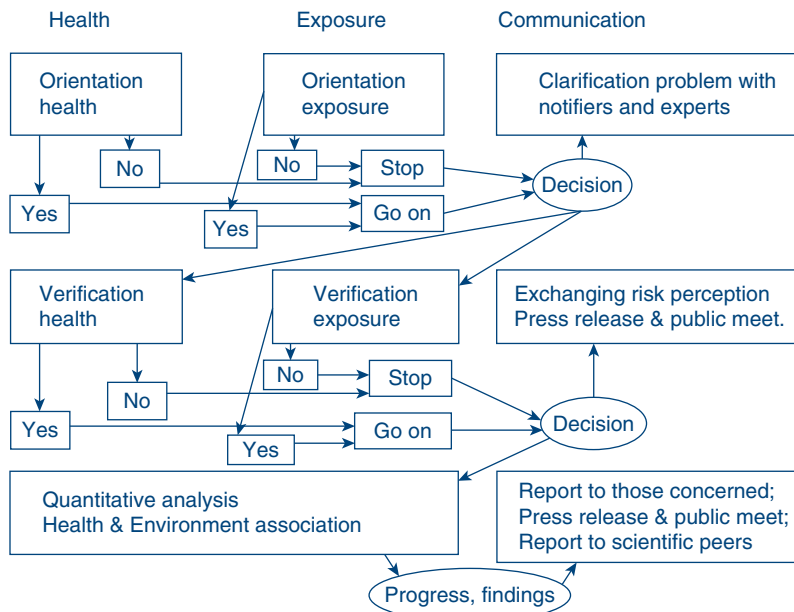 Health
Exposure
Communication
Orientation
health
Orientation
exposure
Clarification problem with
notifiers and experts
No
No
Stop
Decision
Yes
Yes
Go on
Verification
health
Verification
exposure
Exchanging risk perception
Press release & public meet.
No
No
Stop
Decision
Yes
Yes
Go on
Quantitative analysis
Health & Environment association
Report to those concerned;
Press release & public meet;
Report to scientific peers
Progress, findings